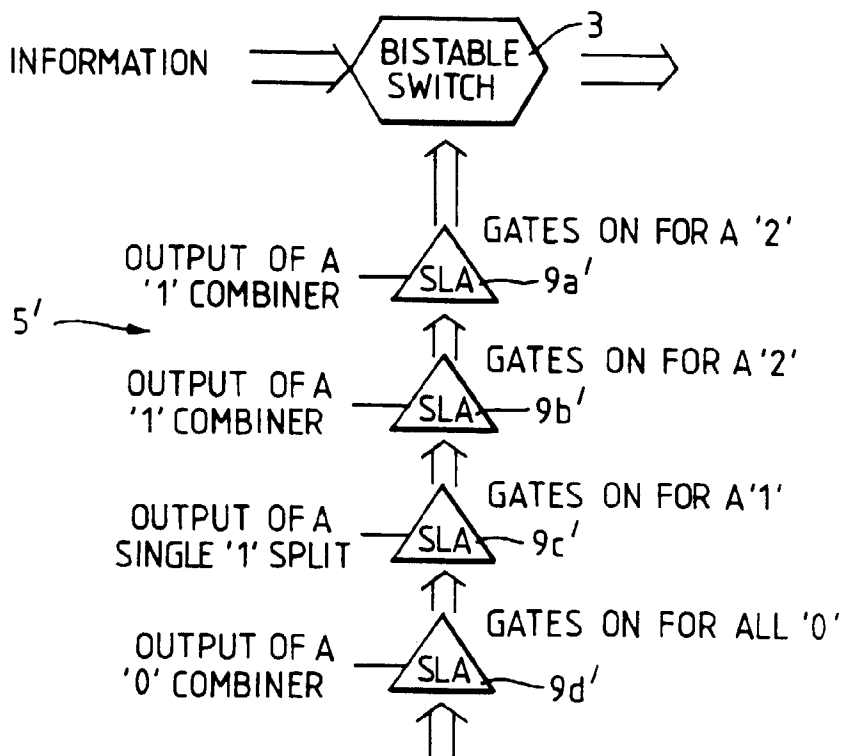 3
INFORMATION
BISTABLE
SWITCH
GATES ON FOR A '2'
OUTPUT OF A
'1' COMBINER
SLA
9a'
5'
GATES ON FOR A '2'
OUTPUT OF A
'1' COMBINER
SLA
9b'
GATES ON FOR A '1'
OUTPUT OF A
SINGLE '1' SPLIT
SLA
9c'
GATES ON FOR ALL '0'
OUTPUT OF A
'0' COMBINER
SLA
9d'